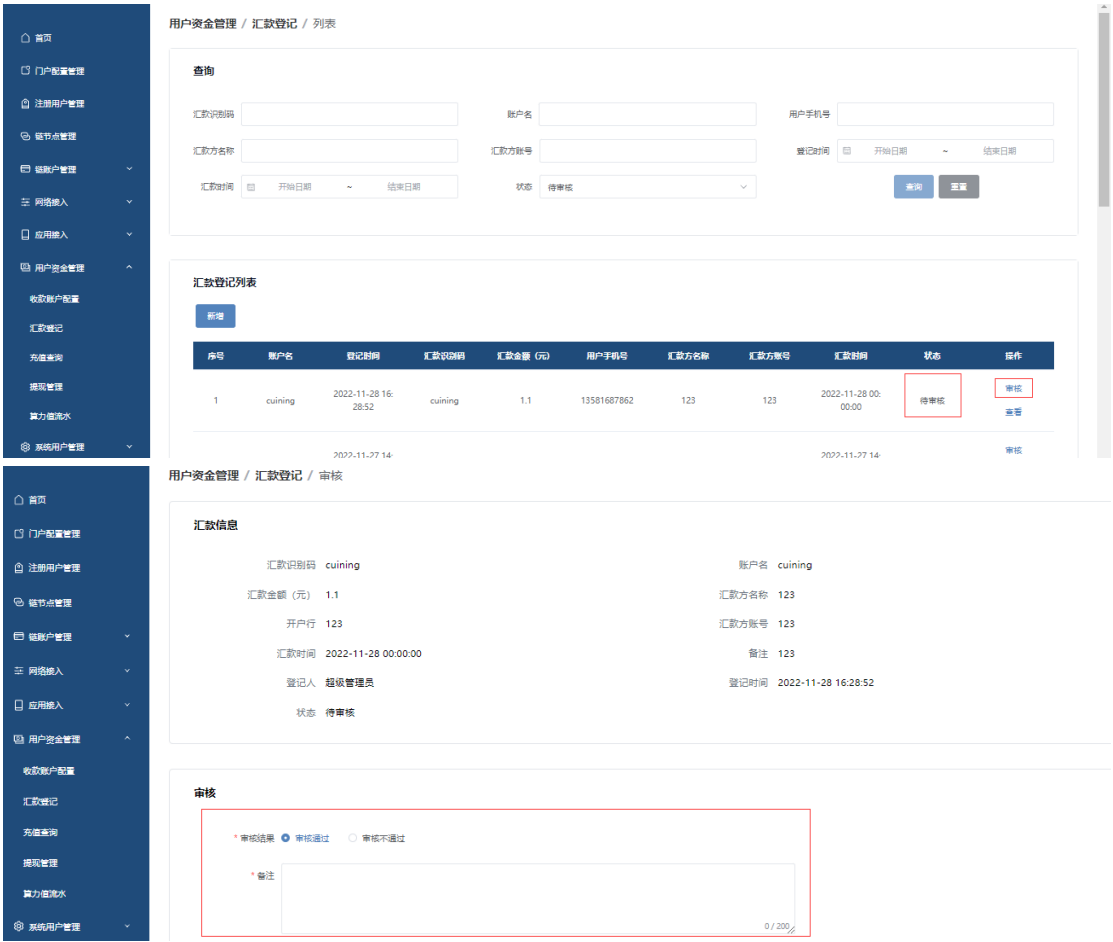 用户资金管理 / 汇款登记 / 列表
首页
门户配置管理
注册用户管理
链节点管理
链账户管理
网络接入
应用接入
用户资金管理
收款账户配置
汇款登记
充值查询
提现管理
算力值流水
系统用户管理
查询
汇款识别码 账户名 用户手机号
汇款方名称 汇款方账号 登记时间 开始日期 ~ 结束日期
汇款时间 开始日期 ~ 结束日期 状态 待审核 查询 重置
汇款登记列表
新增
序号 账户名 登记时间 汇款识别码 汇款金额（元） 用户手机号 汇款方名称 汇款方账号 汇款时间 状态 操作
1 cuining 2022-11-28 16:28:52 cuining 1.1 13581687862 123 123 2022-11-28 00:00:00 待审核 审核
查看
2022-11-27 14: 2022-11-27 14: 审核
用户资金管理 / 汇款登记 / 审核
首页
门户配置管理
注册用户管理
链节点管理
链账户管理
网络接入
应用接入
用户资金管理
收款账户配置
汇款登记
充值查询
提现管理
算力值流水
系统用户管理
汇款信息
汇款识别码 cuining 账户名 cuining
汇款金额（元） 1.1 汇款方名称 123
开户行 123 汇款方账号 123
汇款时间 2022-11-28 00:00:00 备注 123
登记人 超级管理员 登记时间 2022-11-28 16:28:52
状态 待审核
审核
* 审核结果 审核通过 审核不通过
* 备注
0 / 200